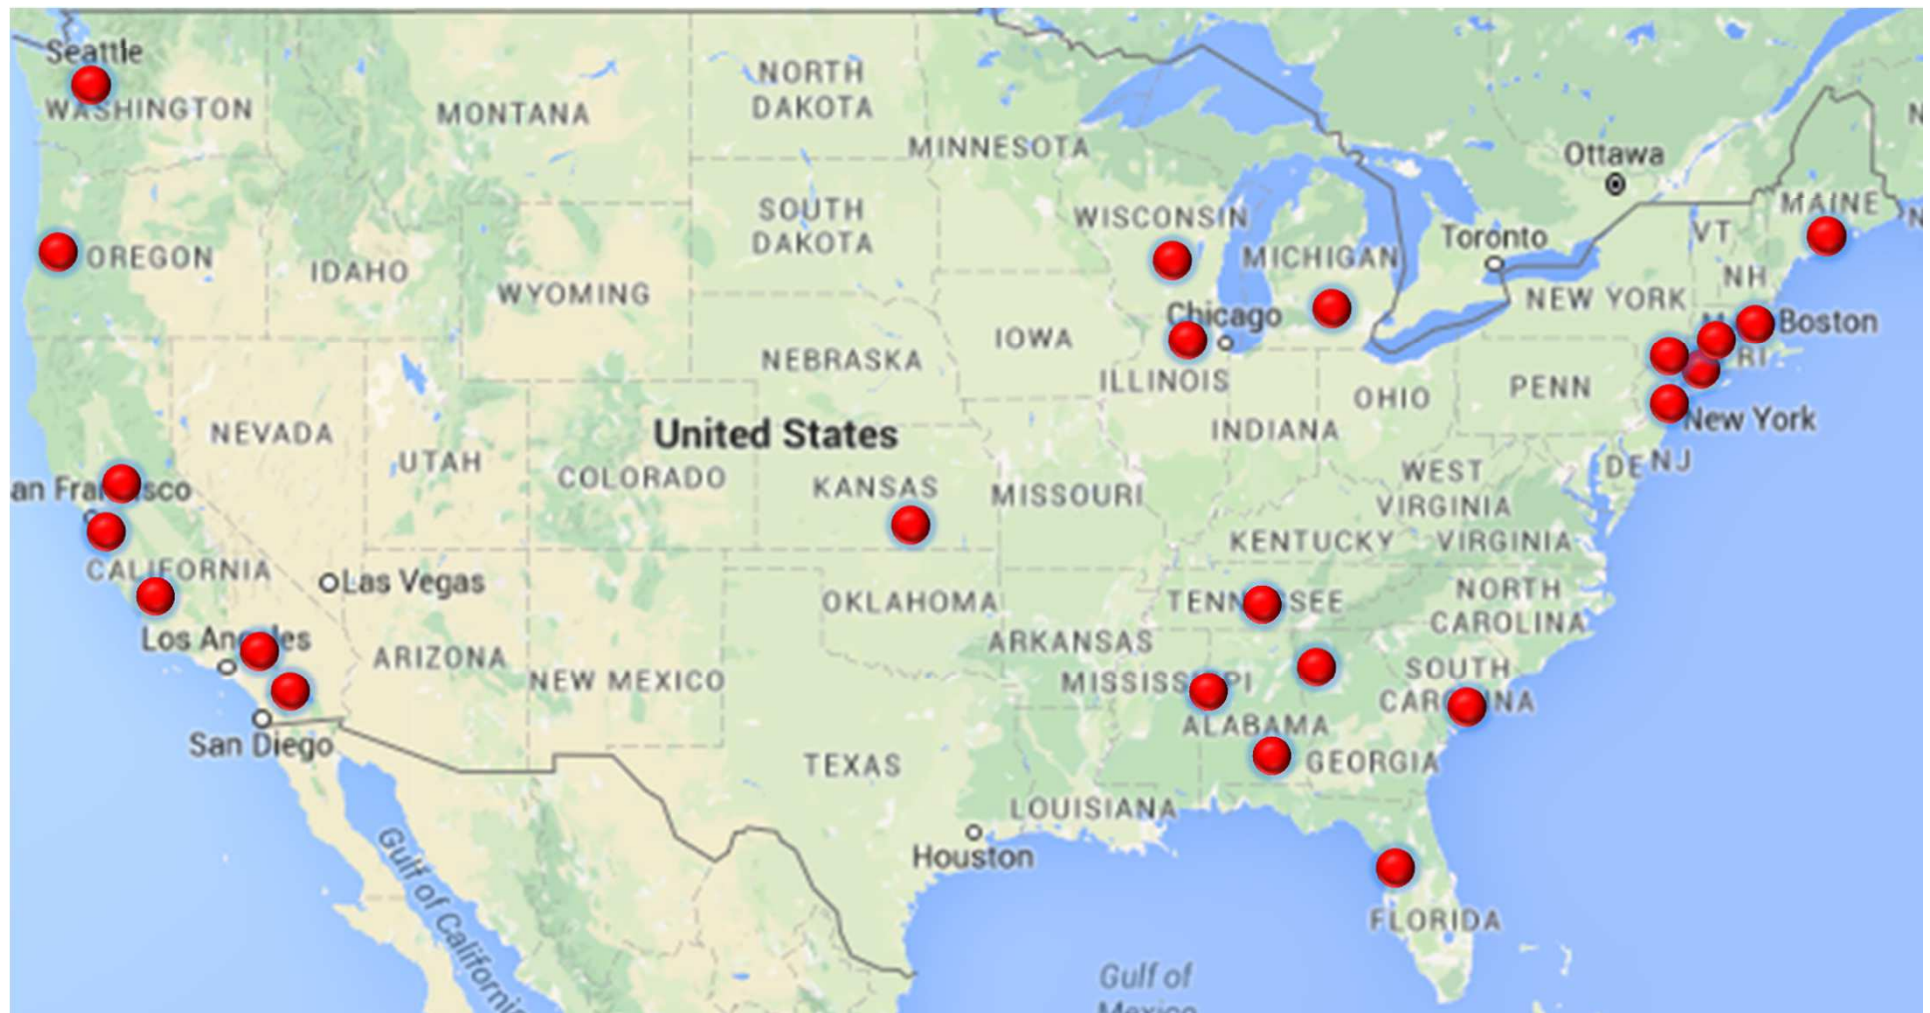 Seattle
WASHINGTON
MONTANA
NORTH
DAKOTA
MINNESOTA
Ottawa
MAINE
OREGON
IDAHO
WYOMING
SOUTH
DAKOTA
WISCONSIN
MICHIGAN
Toronto
VT
NH
NEW YORK
Chicago
Boston
IOWA
NEBRASKA
ILLINOIS
RI
PENN
OHIO
INDIANA
New York
NEVADA
United States
UTAH
COLORADO
KANSAS
MISSOURI
WEST
VIRGINIA
DE
NJ
KENTUCKY
VIRGINIA
CALIFORNIA
Las Vegas
OKLAHOMA
NORTH
CAROLINA
ARKANSAS
ARIZONA
NEW MEXICO
SOUTH
ALABAMA
San Diego
TEXAS
GEORGIA
LOUISIANA
Houston
Gulf of California
FLORIDA
Gulf of
Mexico